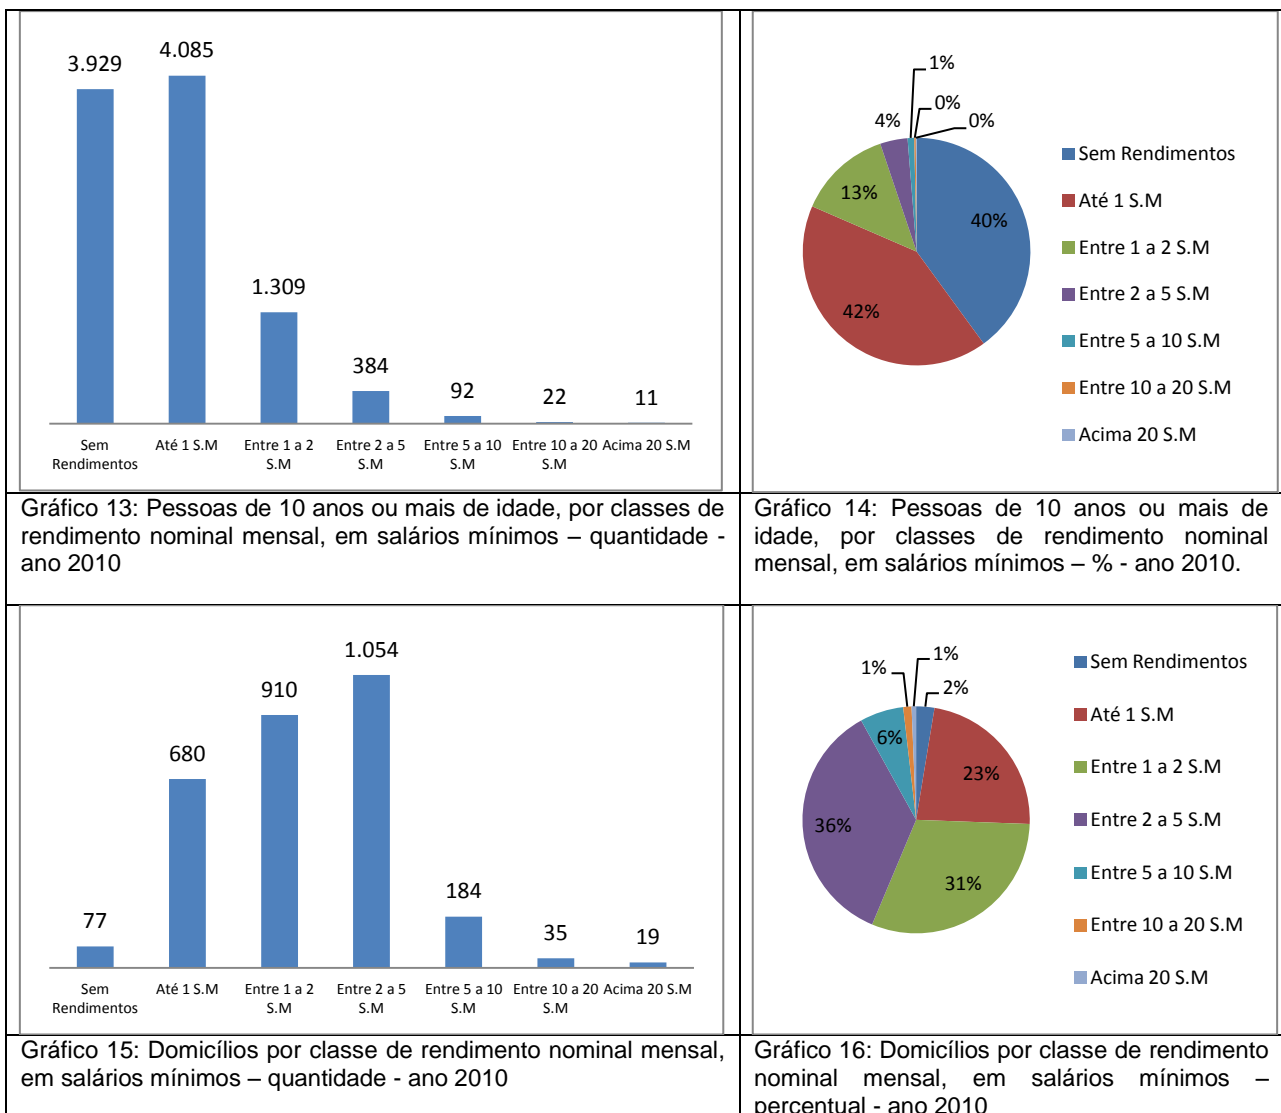 3.929
4.085
1.309
384
92
22
11
Sem
Rendimentos
Até 1 S.M
Entre 1 a 2
S.M
Entre 2 a 5
S.M
Entre 5 a 10
S.M
Entre 10 a 20
S.M
Acima 20 S.M
1%
0%
0%
4%
13%
40%
42%
Sem Rendimentos
Até 1 S.M
Entre 1 a 2 S.M
Entre 2 a 5 S.M
Entre 5 a 10 S.M
Entre 10 a 20 S.M
Acima 20 S.M
Gráfico 13: Pessoas de 10 anos ou mais de idade, por classes de
rendimento nominal mensal, em salários mínimos – quantidade -
ano 2010
Gráfico 14: Pessoas de 10 anos ou mais de
idade, por classes de rendimento nominal
mensal, em salários mínimos – % - ano 2010.
77
680
910
1.054
184
35
19
Sem
Rendimentos
Até 1 S.M
Entre 1 a 2
S.M
Entre 2 a 5
S.M
Entre 5 a 10
S.M
Entre 10 a 20
S.M
Acima 20 S.M
1%
1%
2%
6%
23%
36%
31%
Sem Rendimentos
Até 1 S.M
Entre 1 a 2 S.M
Entre 2 a 5 S.M
Entre 5 a 10 S.M
Entre 10 a 20 S.M
Acima 20 S.M
Gráfico 15: Domicílios por classe de rendimento nominal mensal,
em salários mínimos – quantidade - ano 2010
Gráfico 16: Domicílios por classe de rendimento
nominal mensal, em salários mínimos –
percentual - ano 2010